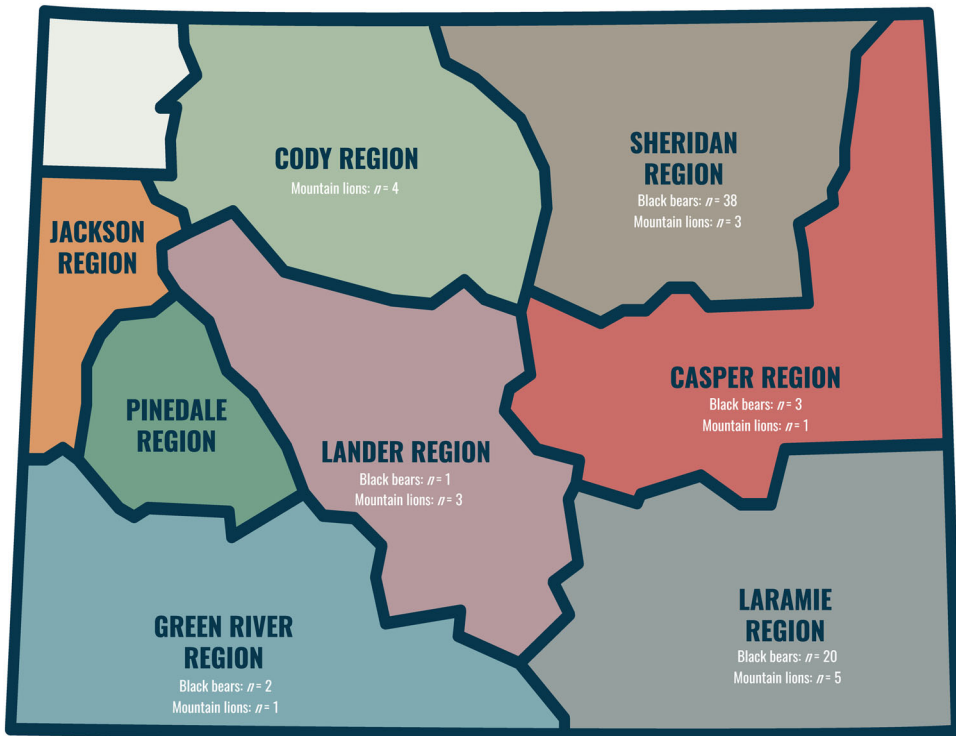 CODY REGION
Mountain lions: n = 4
SHERIDAN
REGION
Black bears: n = 38
Mountain lions: n = 3
JACKSON
REGION
CASPER REGION
Black bears: n = 3
Mountain lions: n = 1
PINEDALE
REGION
LANDER REGION
Black bears: n = 1
Mountain lions: n = 3
GREEN RIVER
REGION
Black bears: n = 2
Mountain lions: n = 1
LARAMIE
REGION
Black bears: n = 20
Mountain lions: n = 5